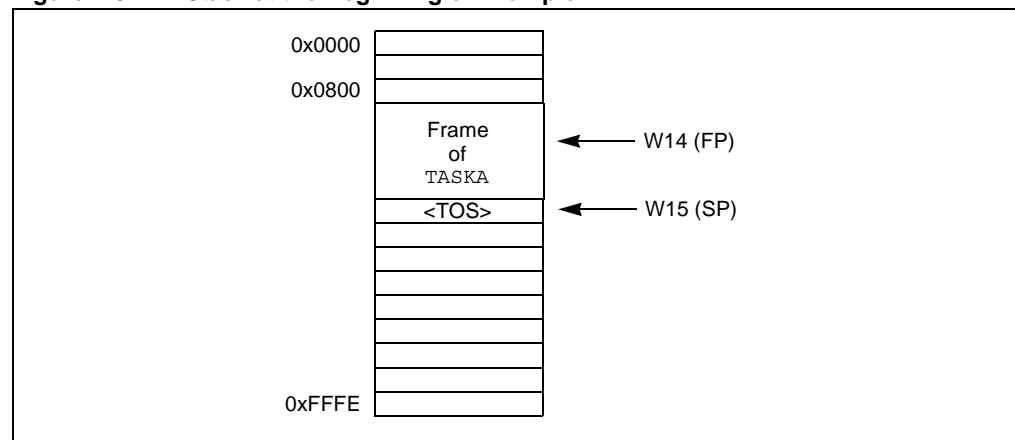 0x0000
0x0800
Frame
of
TASKA
W14 (FP)
<TOS>
W15 (SP)
0xFFFE